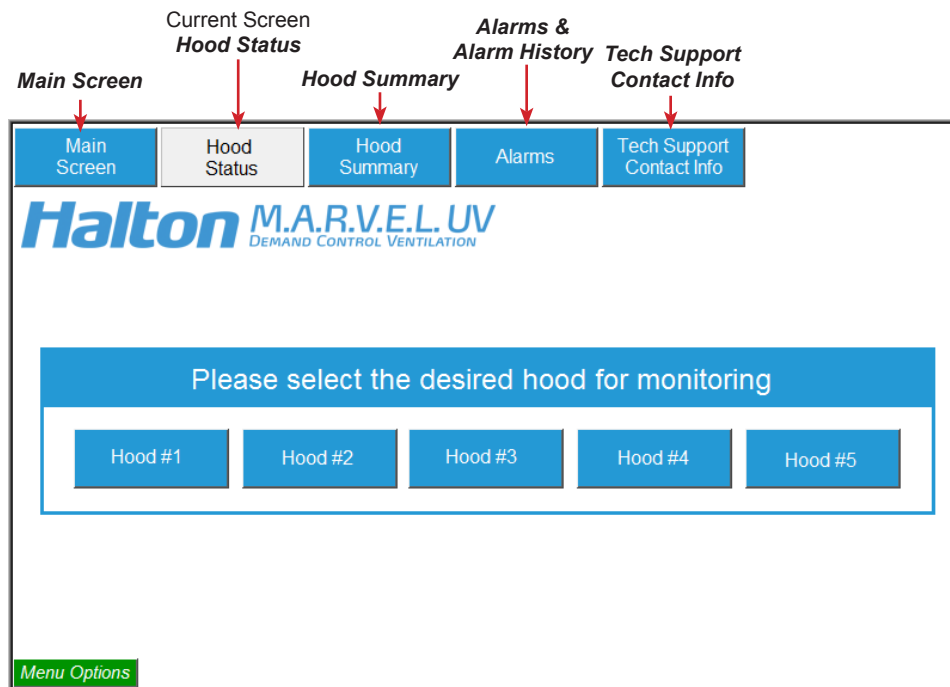 Current Screen
Hood Status
Alarms &
Alarm History
Main Screen
Hood Summary
Tech Support
Contact Info
Main
Screen
Hood
Status
Hood
Summary
Alarms
Tech Support
Contact Info
Halton M.A.R.V.E.L. UV
DEMAND CONTROL VENTILATION
Please select the desired hood for monitoring
Hood #1
Hood #2
Hood #3
Hood #4
Hood #5
Menu Options